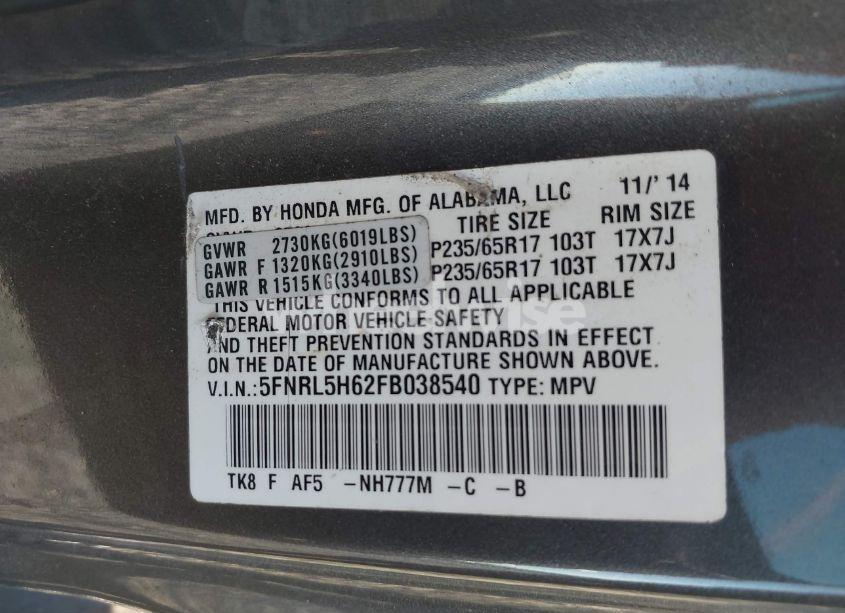 MFD. BY HONDA MFG. OF ALABAMA, LLC 11/' 14
TIRE SIZE RIM SIZE
GVWR 2730KG(6019LBS)
GAWR F 1320KG(2910LBS) P235/65R17 103T 17X7J
GAWR R 1515KG(3340LBS) P235/65R17 103T 17X7J
THIS VEHICLE CONFORMS TO ALL APPLICABLE
FEDERAL MOTOR VEHICLE SAFETY
AND THEFT PREVENTION STANDARDS IN EFFECT
ON THE DATE OF MANUFACTURE SHOWN ABOVE.
V.I.N.:5FNRL5H62FB038540 TYPE: MPV
TK8 F AF5 -NH777M -C -B